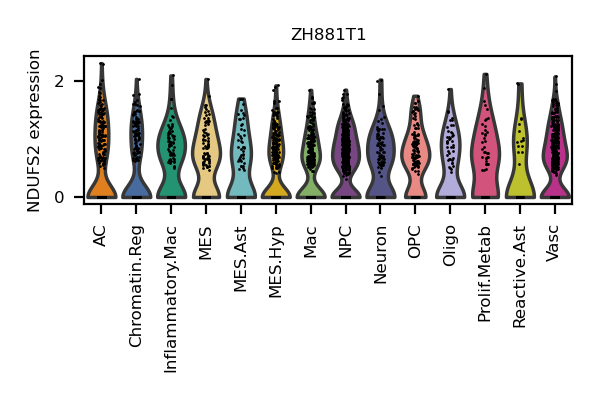 ZH881T1
NDUFS2 expression
2
0
AC
Chromatin.Reg
Inflammatory.Mac
MES
MES.Ast
MES.Hyp
Mac
NPC
Neuron
OPC
Oligo
Prolif.Metab
Reactive.Ast
Vasc